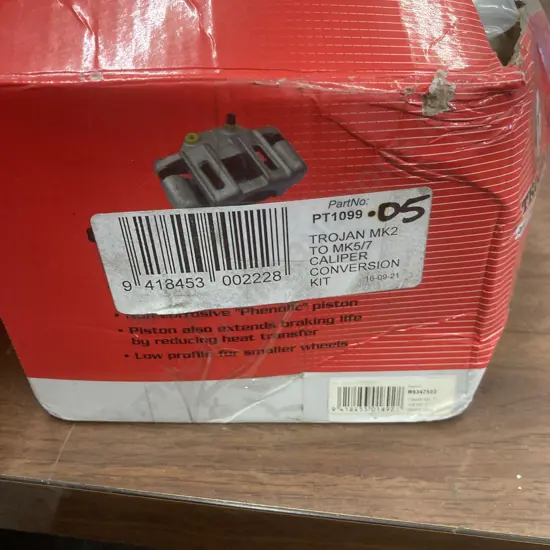 PartNo:
PT1099 .05
TROJAN MK2
TO MK5/7
CALIPER
CONVERSION
KIT 16-09-21
9 418453 002228
"Phenolic" piston
• Piston also extends braking life
by reducing heat transfer
• Low profile for smaller wheels